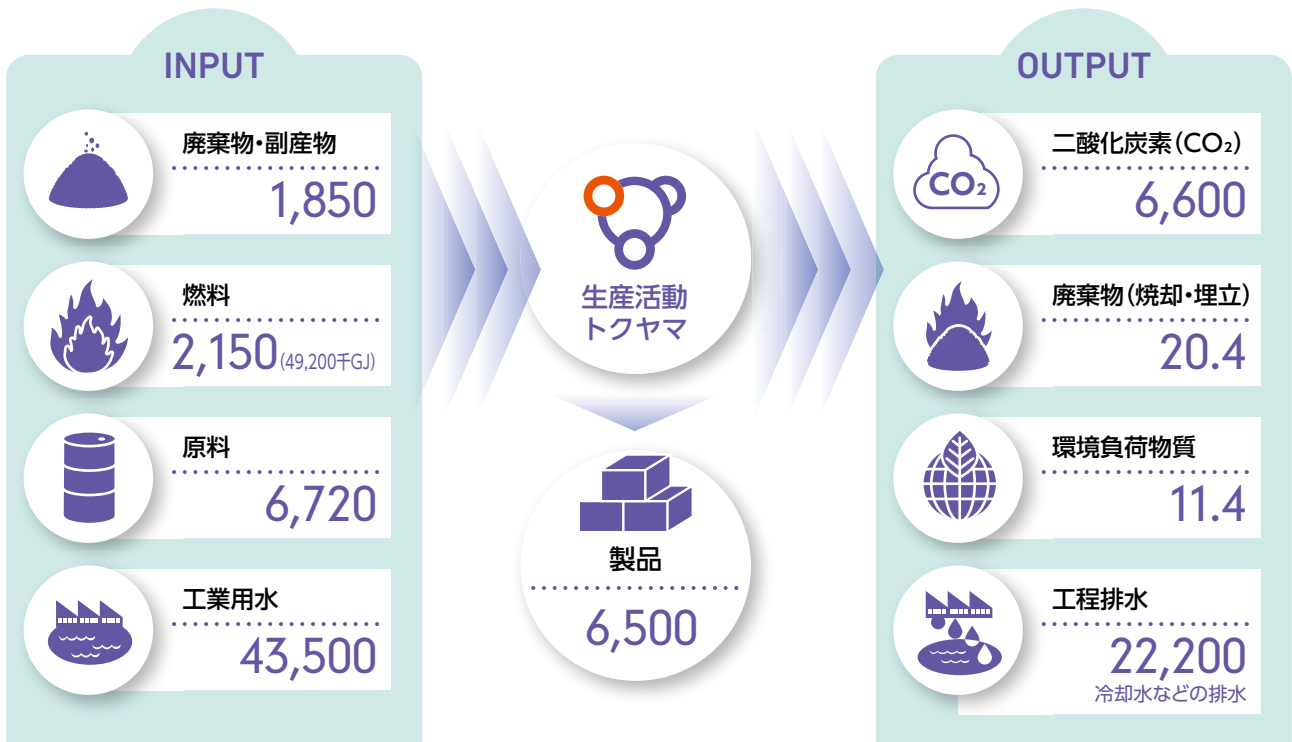 INPUT
廃棄物・副産物
1,850
燃料
2,150(49,200千GJ)
原料
6,720
工業用水
43,500
生産活動
トクヤマ
製品
6,500
OUTPUT
二酸化炭素(CO₂)
CO₂
6,600
廃棄物(焼却・埋立)
20.4
環境負荷物質
11.4
工程排水
22,200
冷却水などの排水